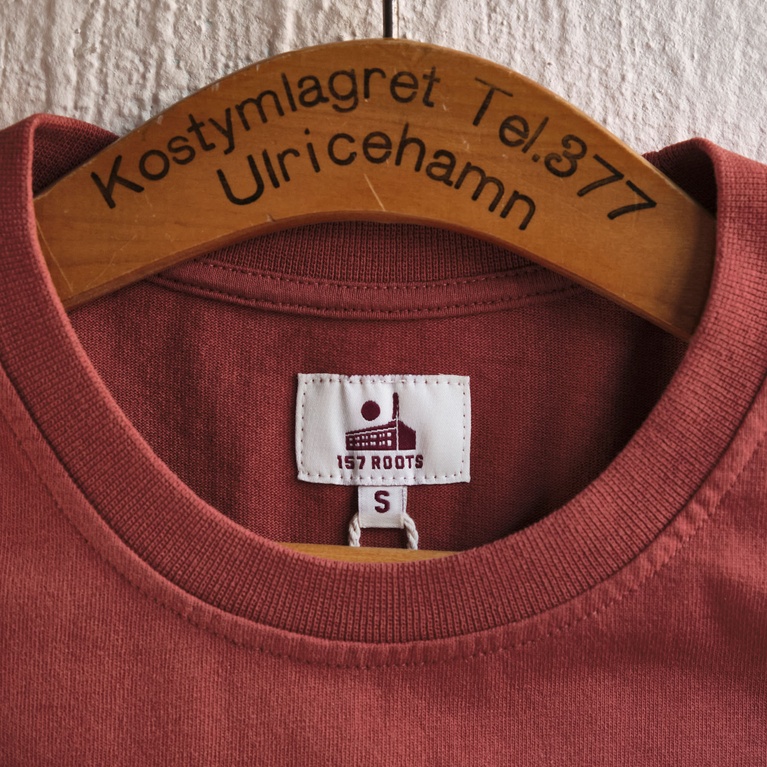 Kostymlagret Tel.377
Ulricehamn
157 ROOTS
S